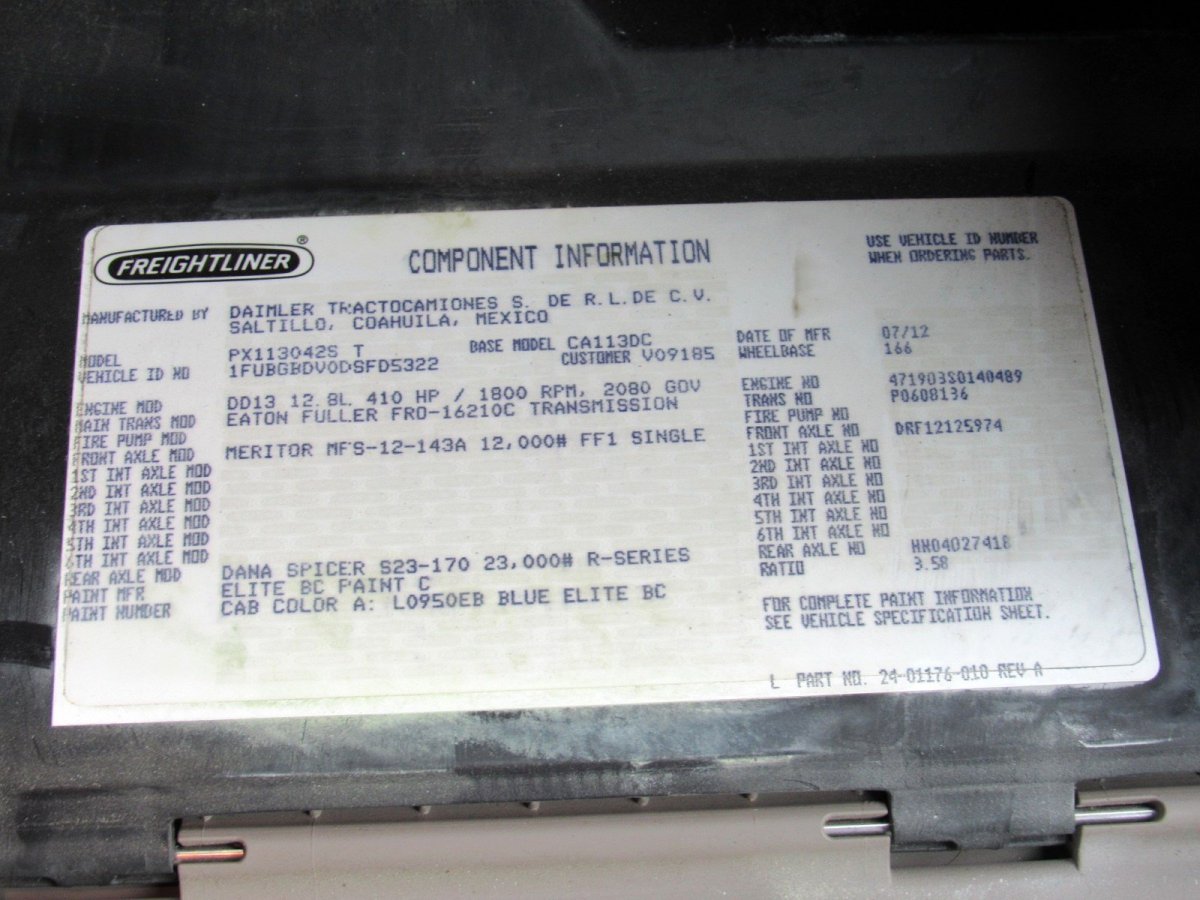 FREIGHTLINER ®
COMPONENT INFORMATION
USE VEHICLE ID NUMBER
WHEN ORDERING PARTS.
MANUFACTURED BY DAIMLER TRACTOCAMIONES S. DE R.L.DE C.V.
SALTILLO, COAHUILA, MEXICO
MODEL PX113042S T BASE MODEL CA113DC DATE OF MFR 07/12
VEHICLE ID NO 1FUBGBDV0DSFD5322 CUSTOMER V09185 WHEELBASE 166
ENGINE MOD DD13 12.8L 410 HP / 1800 RPM, 2080 GOV ENGINE NO 471903S0140489
MAIN TRANS MOD EATON FULLER FRO-16210C TRANSMISSION TRANS NO P0608136
FIRE PUMP MOD FIRE PUMP NO
FRONT AXLE MOD MERITOR MFS-12-143A 12,000# FF1 SINGLE FRONT AXLE NO DRF12125974
1ST INT AXLE MOD 1ST INT AXLE NO
2ND INT AXLE MOD 2ND INT AXLE NO
3RD INT AXLE MOD 3RD INT AXLE NO
4TH INT AXLE MOD 4TH INT AXLE NO
5TH INT AXLE MOD 5TH INT AXLE NO
6TH INT AXLE MOD 6TH INT AXLE NO
REAR AXLE MOD DANA SPICER S23-170 23,000# R-SERIES REAR AXLE NO HN04027418
PAINT MFR ELITE BC PAINT C RATIO 3.58
PAINT NUMBER CAB COLOR A: L0950EB BLUE ELITE BC
FOR COMPLETE PAINT INFORMATION
SEE VEHICLE SPECIFICATION SHEET.
L PART NO. 24-01176-010 REV A